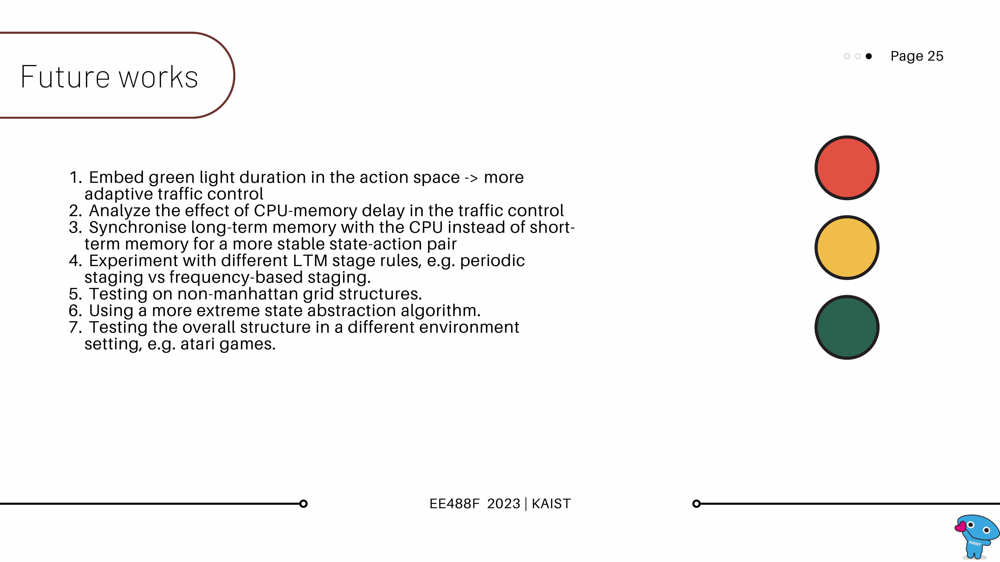 Future works
Page 25
1. Embed green light duration in the action space -> more
adaptive traffic control
2. Analyze the effect of CPU-memory delay in the traffic control
3. Synchronise long-term memory with the CPU instead of short-
term memory for a more stable state-action pair
4. Experiment with different LTM stage rules, e.g. periodic
staging vs frequency-based staging.
5. Testing on non-manhattan grid structures.
6. Using a more extreme state abstraction algorithm.
7. Testing the overall structure in a different environment
setting, e.g. atari games.
EE488F 2023 | KAIST
KAIST